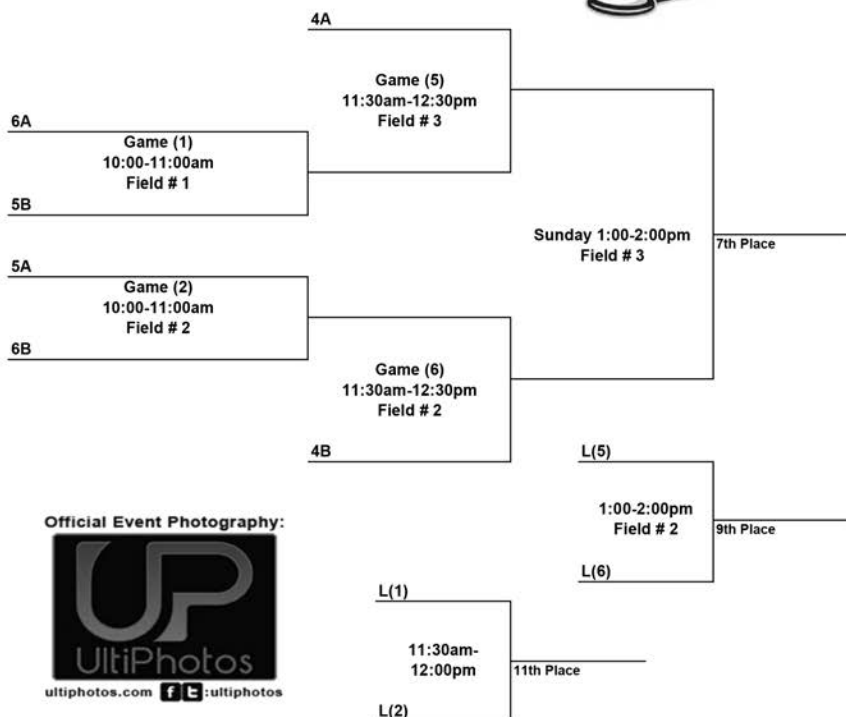 4A
Game (5)
11:30am-12:30pm
Field # 3
6A
Game (1)
10:00-11:00am
Field # 1
5B
Sunday 1:00-2:00pm
Field # 3
7th Place
5A
Game (2)
10:00-11:00am
Field # 2
6B
Game (6)
11:30am-12:30pm
Field # 2
4B
L(5)
1:00-2:00pm
Field # 2
9th Place
L(6)
Official Event Photography:
UP
UltiPhotos
ultiphotos.com f t :ultiphotos
L(1)
11:30am-
12:00pm
11th Place
L(2)